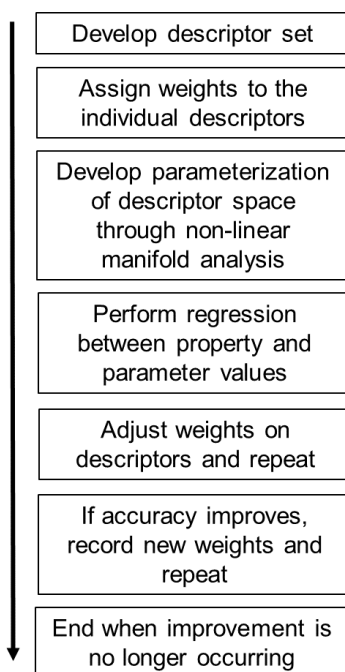 Develop descriptor set
Assign weights to the
individual descriptors
Develop parameterization
of descriptor space
through non-linear
manifold analysis
Perform regression
between property and
parameter values
Adjust weights on
descriptors and repeat
If accuracy improves,
record new weights and
repeat
End when improvement is
no longer occurring